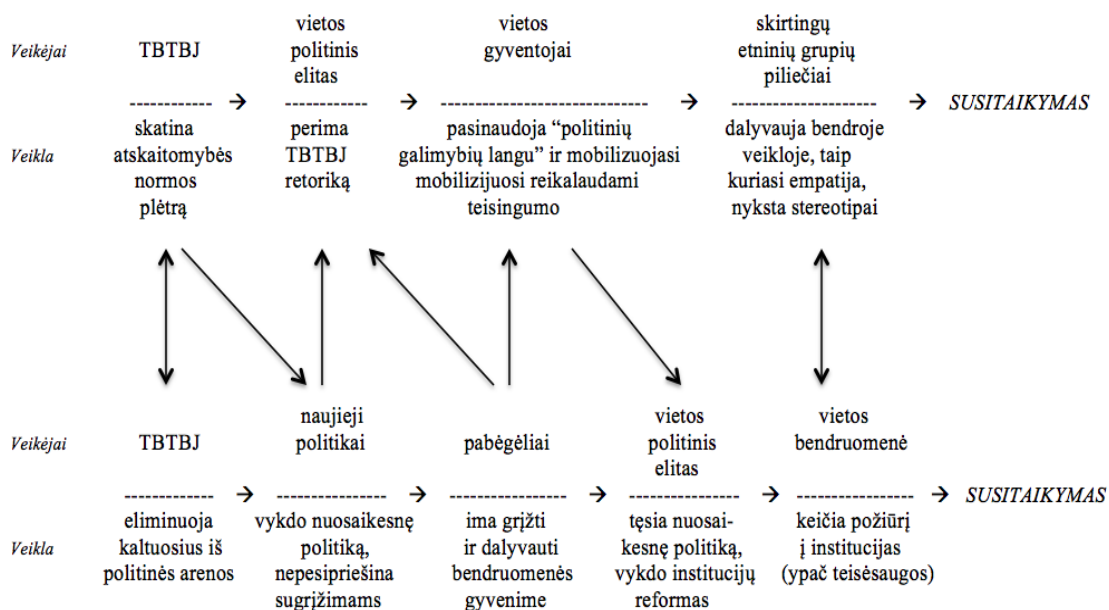 Veikėjai
TBTBJ
vietos
politinis
elitas
vietos
gyventojai
skirtingų
etninių grupių
piliečiai
------------ → ------------ → ----------------------------- → -------------------- → SUSITAIKYMAS
Veikla
skatina
atskaitomybės
normos
plėtrą
perima
TBTBJ
retoriką
pasinaudoja “politinių
galimybių langu” ir mobilizuojasi
mobilizijuosi reikalaudami
teisingumo
dalyvauja bendroje
veikloje, taip
kuriasi empatija,
nyksta stereotipai
Veikėjai
TBTBJ
naujieji
politikai
pabėgėliai
vietos
politinis
elitas
vietos
bendruomenė
------------- → ---------------- → ----------------- → ----------------- → ------------- → SUSITAIKYMAS
Veikla
eliminuoja
kaltuosius iš
politinės arenos
vykdo nuosaikesnę
politiką,
nepesipriešina
sugrįžimams
ima grįžti
ir dalyvauti
bendruomenės
gyvenime
tęsia nuosai-
kesnę politiką,
vykdo institucijų
reformas
keičia požiūrį
į institucijas
(ypač teisėsaugos)